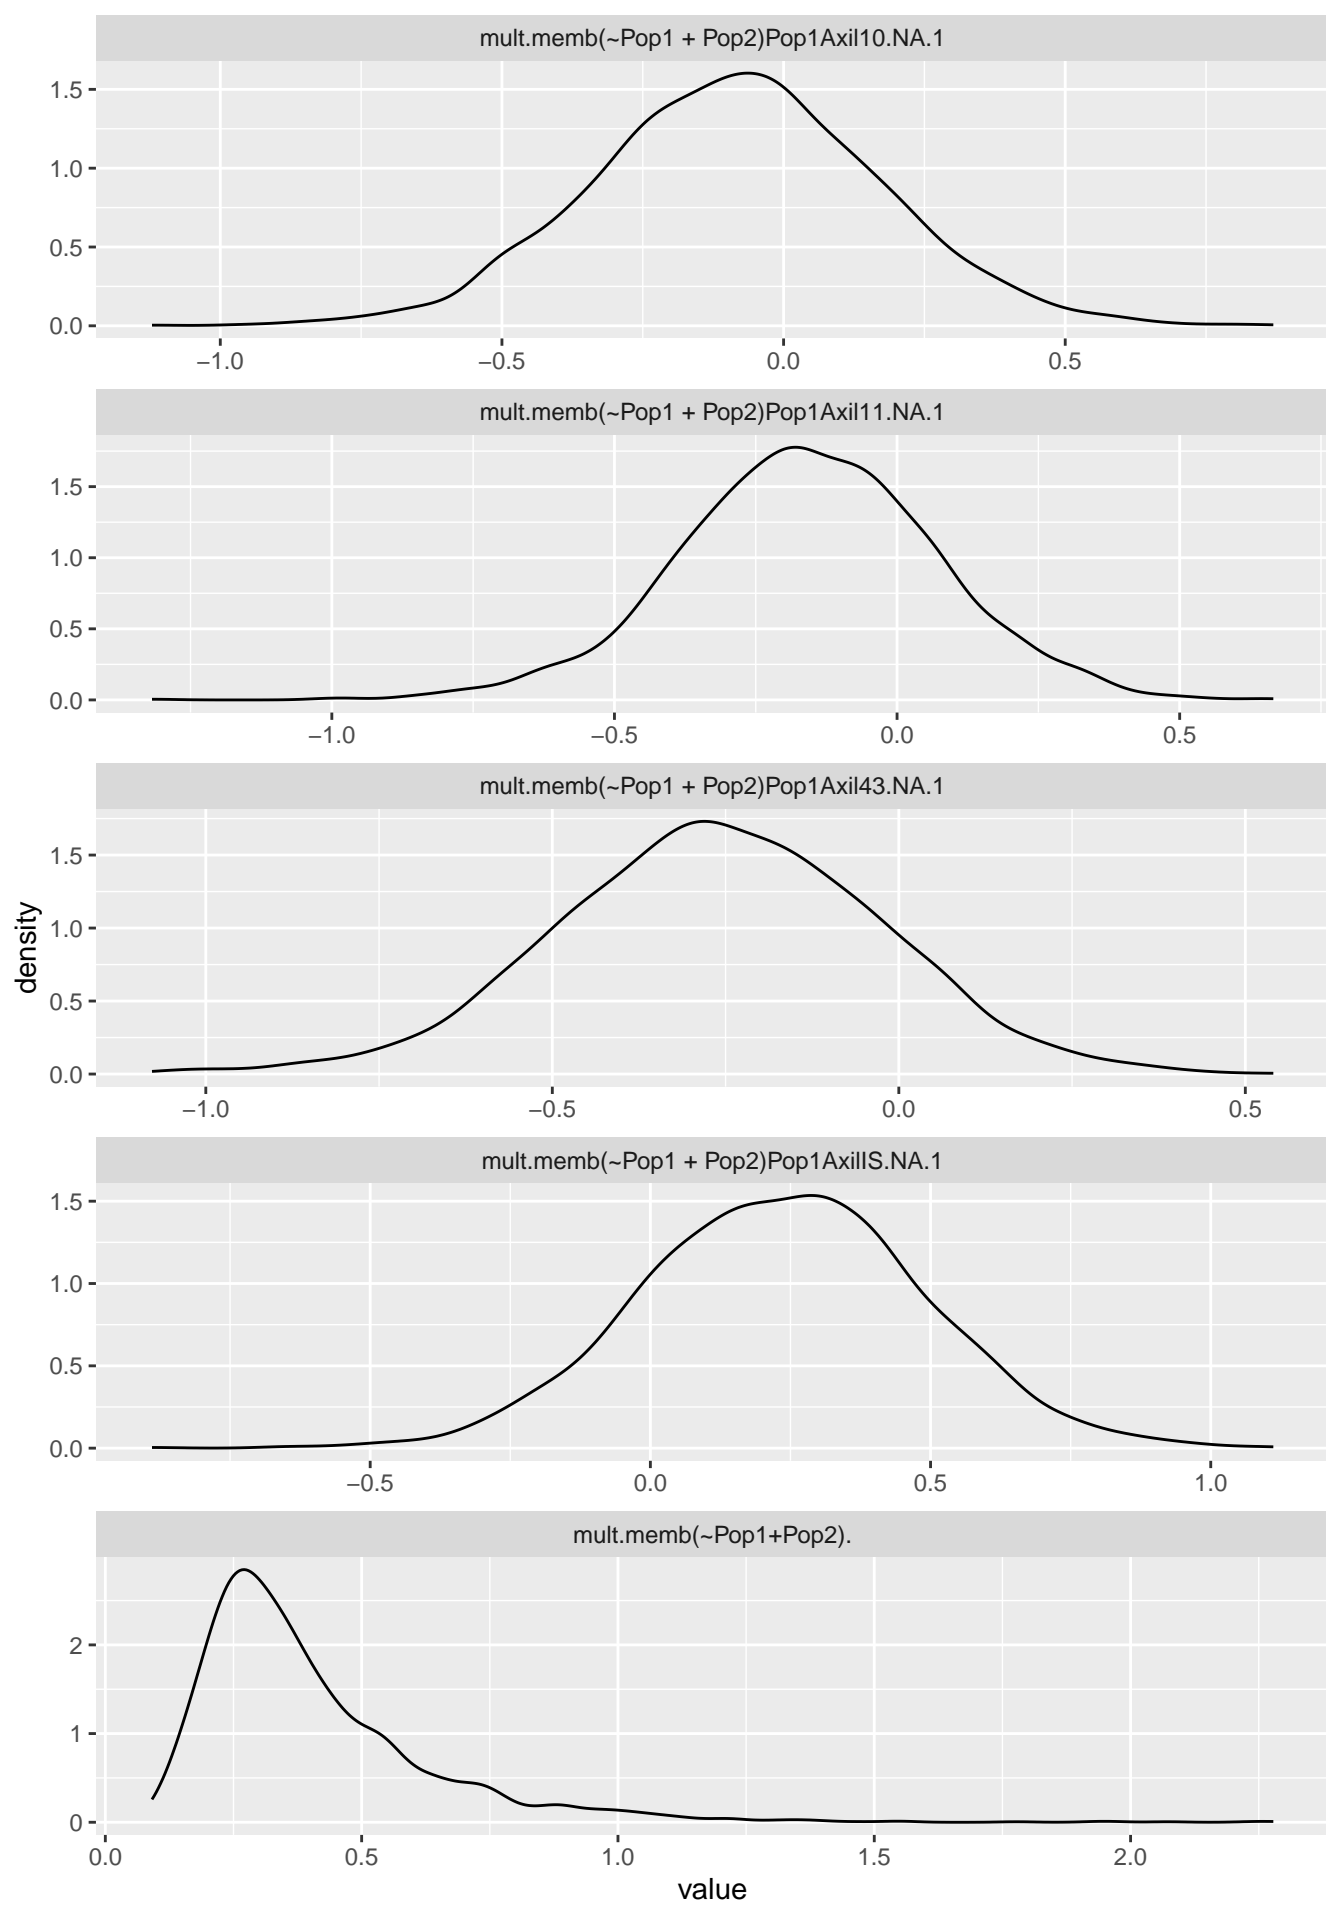 mult.memb(~Pop1 + Pop2)Pop1Axil10.NA.1
1.5
1.0
0.5
0.0
−1.0 −0.5 0.0 0.5
mult.memb(~Pop1 + Pop2)Pop1Axil11.NA.1
1.5
1.0
0.5
0.0
−1.0 −0.5 0.0 0.5
mult.memb(~Pop1 + Pop2)Pop1Axil43.NA.1
1.5
1.0
0.5
0.0
−1.0 −0.5 0.0 0.5
density
mult.memb(~Pop1 + Pop2)Pop1AxilIS.NA.1
1.5
1.0
0.5
0.0
−0.5 0.0 0.5 1.0
mult.memb(~Pop1+Pop2).
2
1
0
0.0 0.5 1.0 1.5 2.0
value